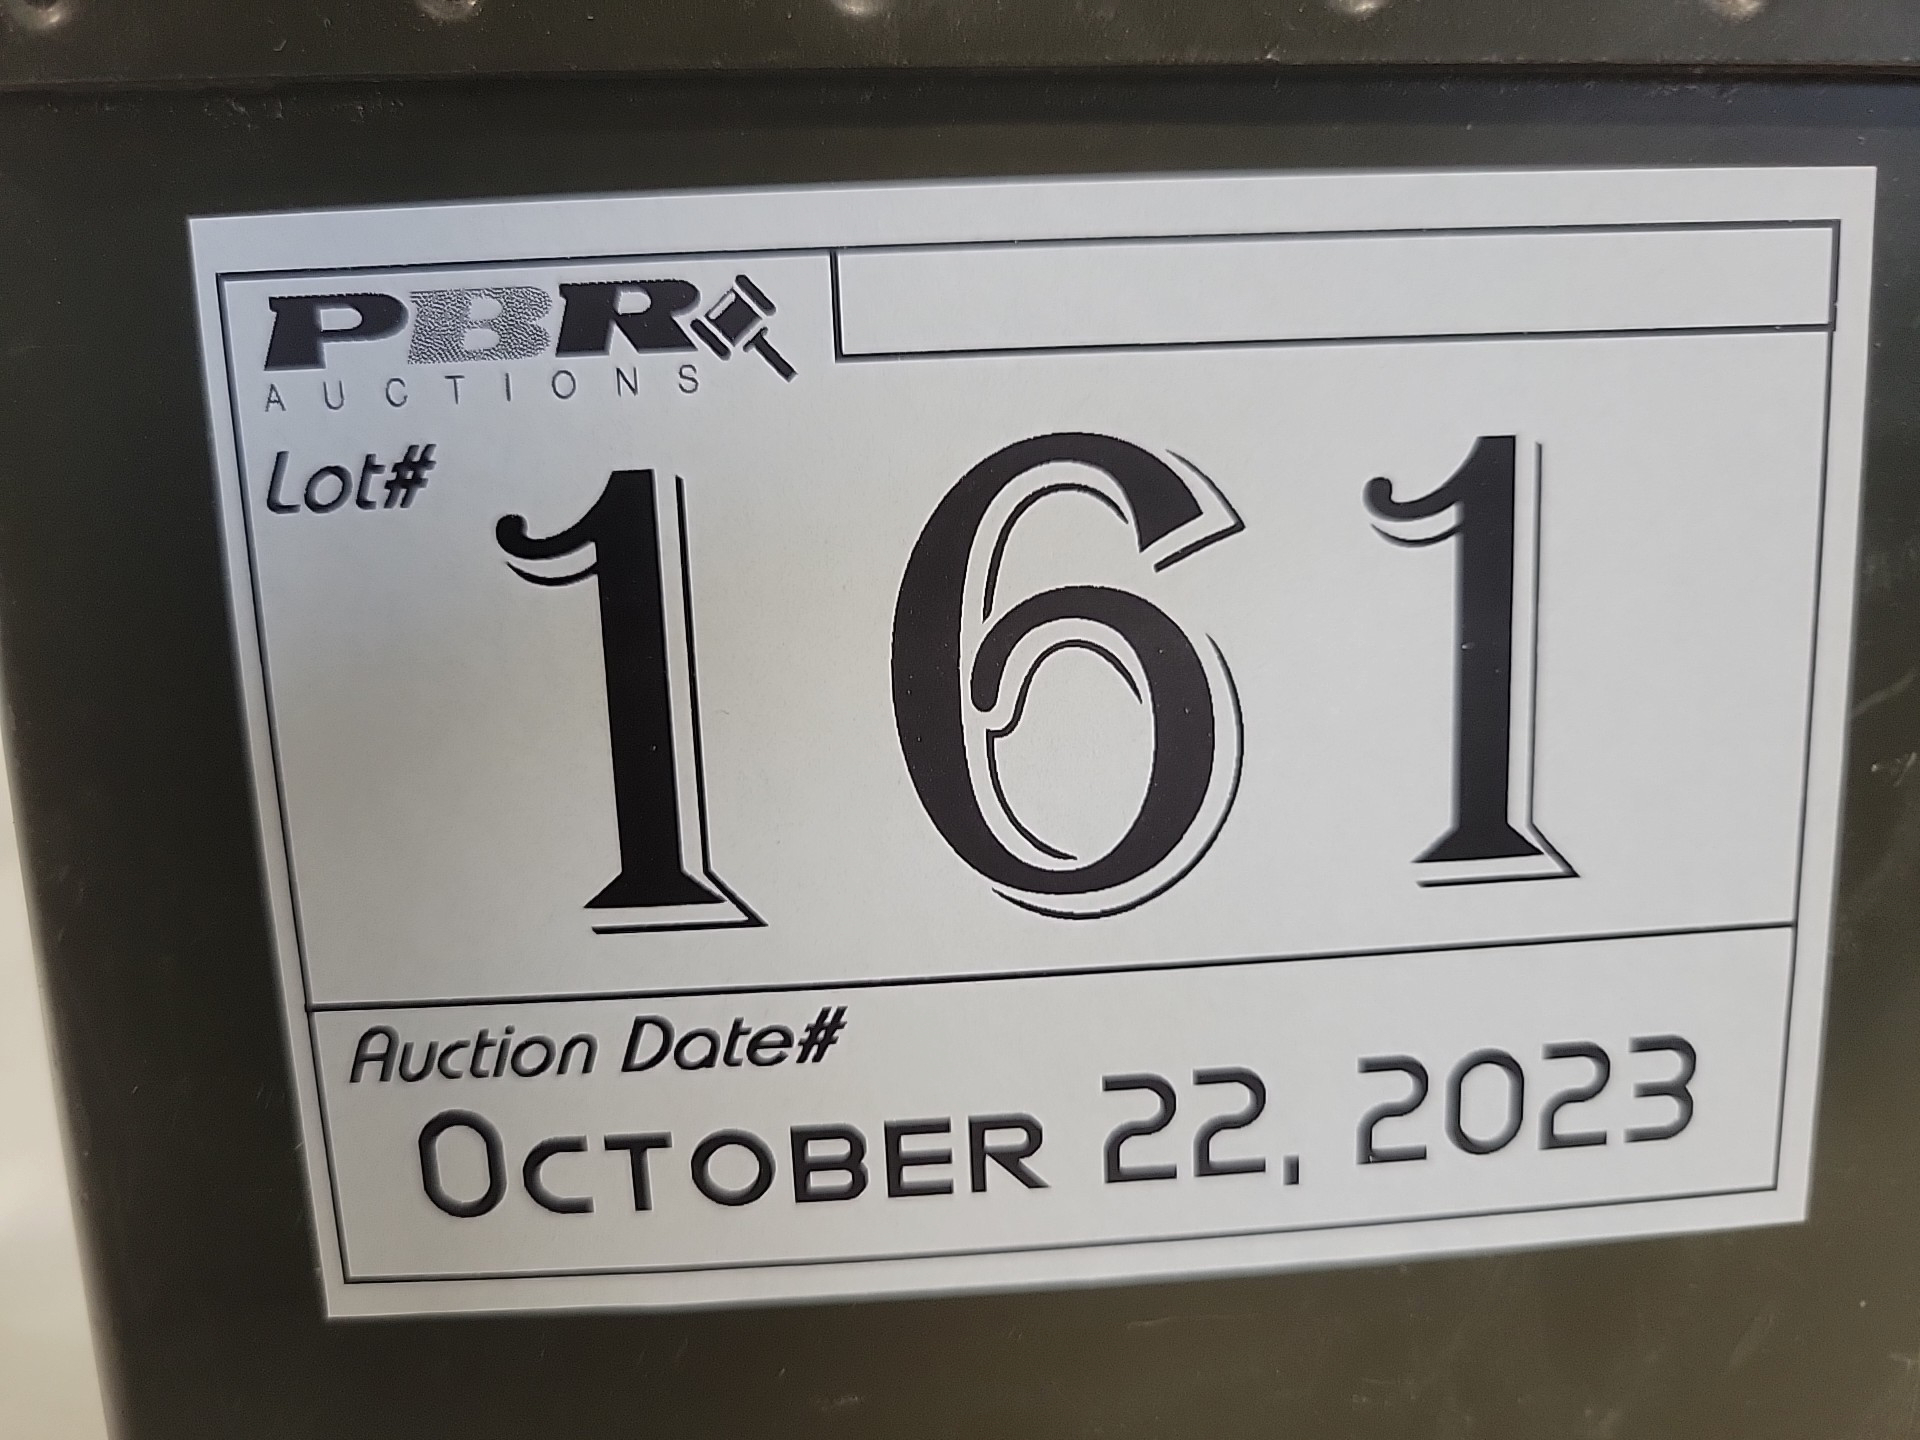 PBR
AUCTIONS
Lot#
161
Auction Date#
OCTOBER 22, 2023